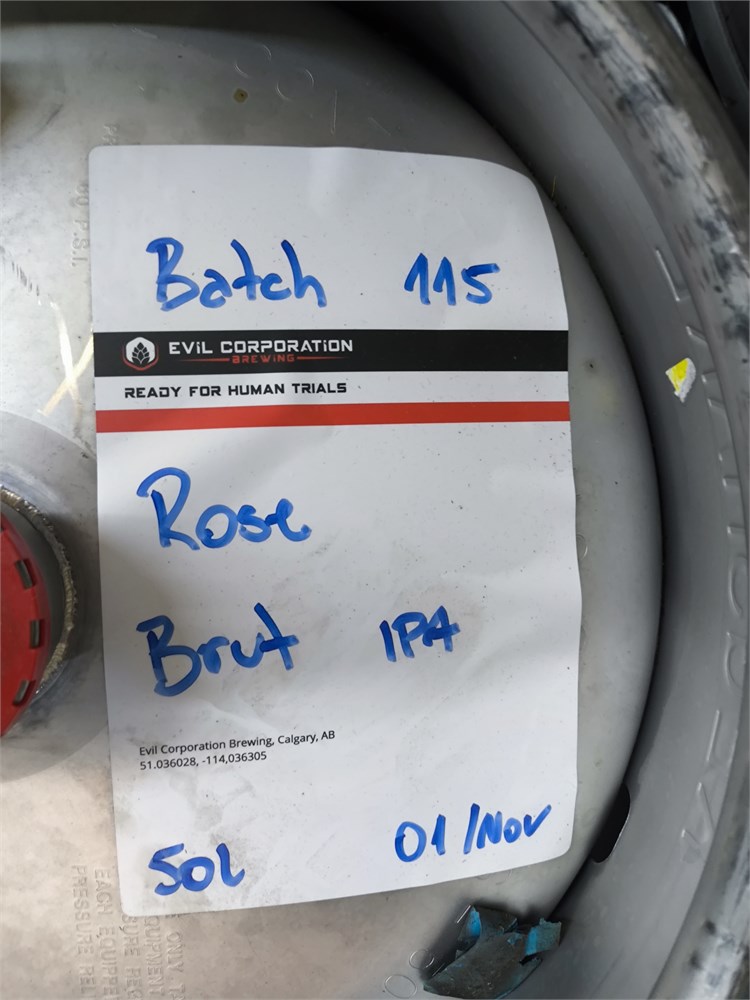 Batch 115
EViL CORPORATiON
BREWING
READY FOR HUMAN TRIALS
Rose
Brut IPA
Evil Corporation Brewing, Calgary, AB
51.036028, -114,036305
50L 01/Nov